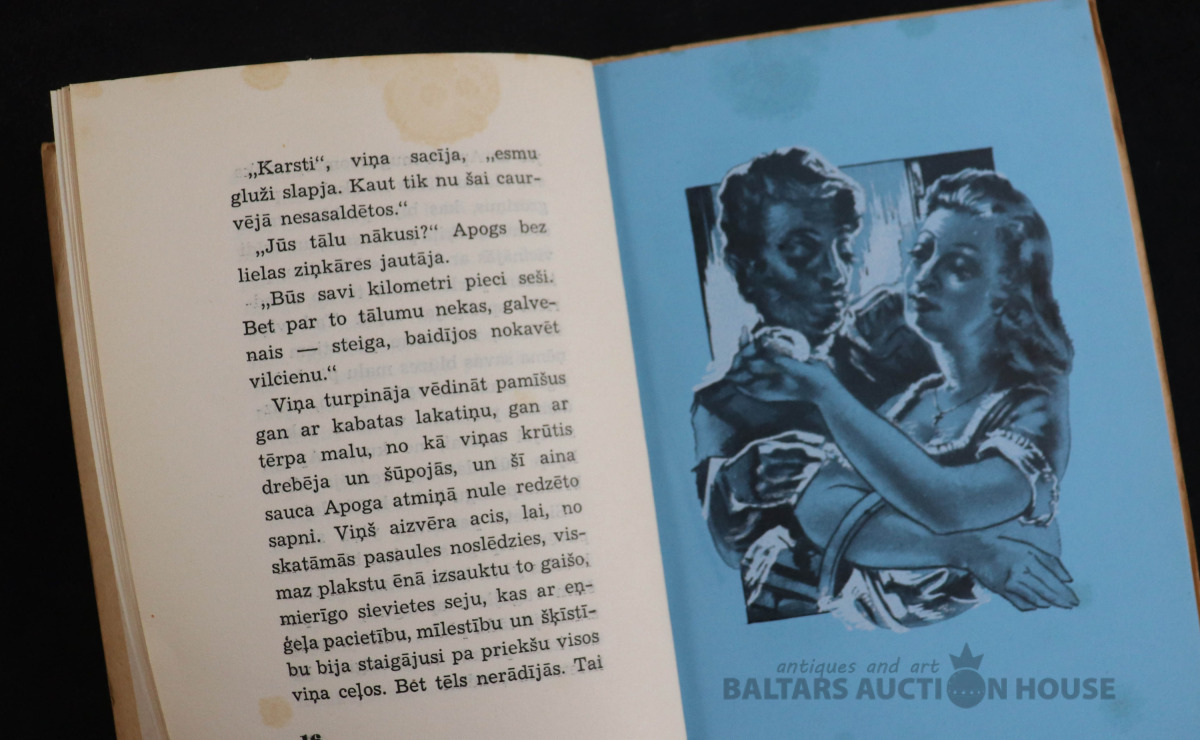 „Karsti“, viņa sacīja, „esmu
gluži slapja. Kaut tik nu šai caur-
vējā nesasaldētos.“
„Jūs tālu nākusi?“ Apogs bez
lielas ziņkāres jautāja.
„Būs savi kilometri pieci seši.
Bet par to tālumu nekas, galve-
nais — steiga, baidījos nokavēt
vilcienu.“
Viņa turpināja vēdināt pamīšus
gan ar kabatas lakatiņu, gan ar
tērpa malu, no kā viņas krūtis
drebēja un šūpojās, un šī aina
sauca Apoga atmiņā nule redzēto
sapni. Viņš aizvēra acis, lai, no
skatāmās pasaules noslēdzies, vis-
maz plakstu ēnā izsauktu to gaišo,
mierīgo sievietes seju, kas ar eņ-
ģeļa pacietību, mīlestību un šķīstī-
bu bija staigājusi pa priekšu visos
viņa ceļos. Bet tēls nerādījās. Tai
16
antiques and art
BALTARS AUCTION HOUSE